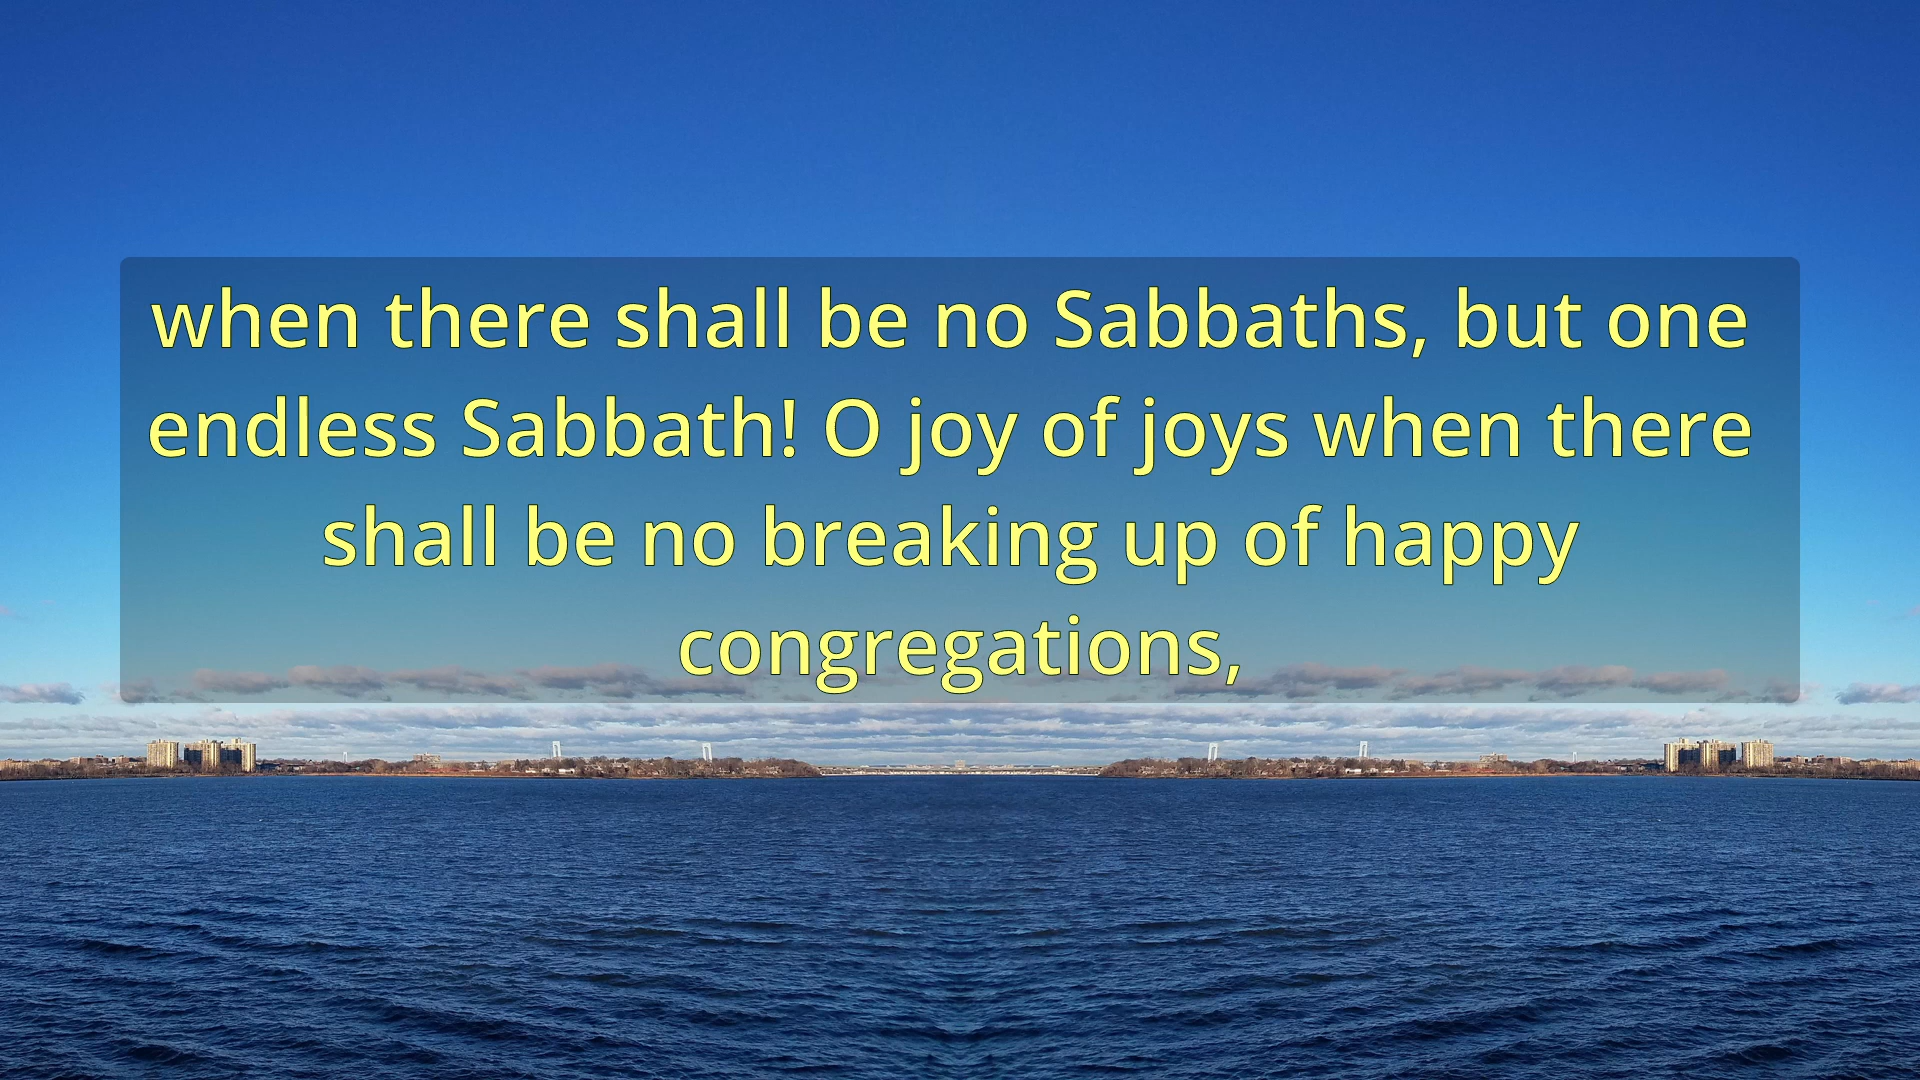 when there shall be no Sabbaths, but one
endless Sabbath! O joy of joys when there
shall be no breaking up of happy
congregations,